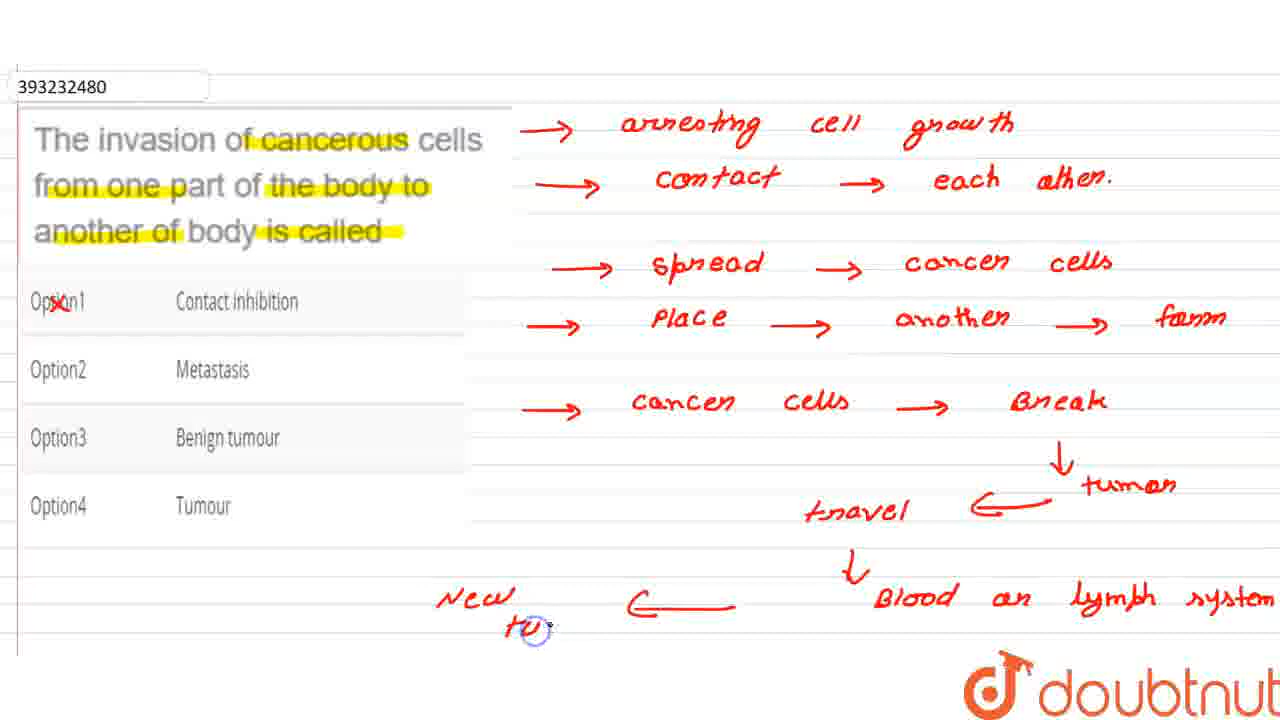 393232480
The invasion of cancerous cells
from one part of the body to
another of body is called
Option1 Contact inhibition
Option2 Metastasis
Option3 Benign tumour
Option4 Tumour
→ arresting cell growth
→ contact → each other.
→ spread → cancer cells
→ Place → another → form
→ cancer cells → Break
tumor
travel
Blood or lymph system
New
tu
doubtnut